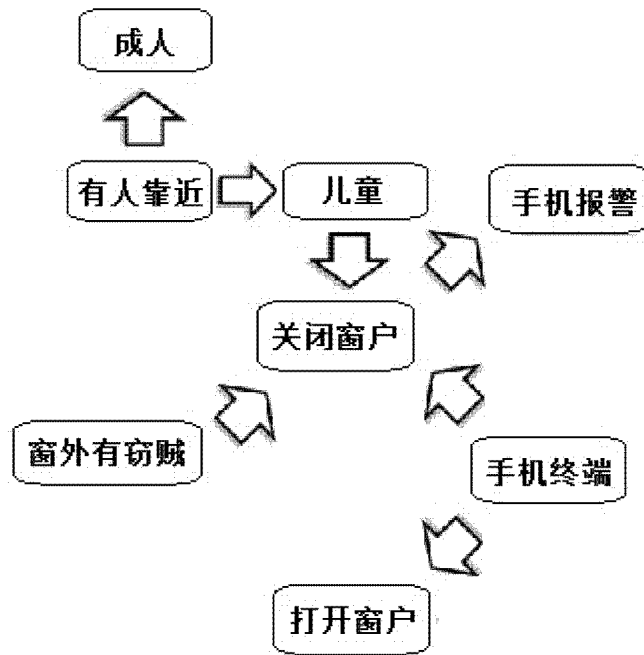 成人
有人靠近
儿童
手机报警
关闭窗户
窗外有窃贼
手机终端
打开窗户